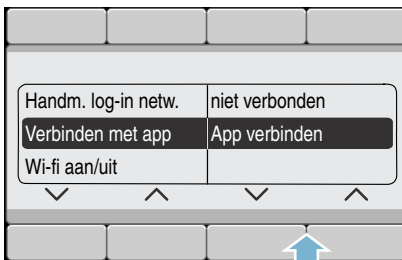 Handm. log-in netw. niet verbonden
Verbinden met app App verbinden
Wi-fi aan/uit